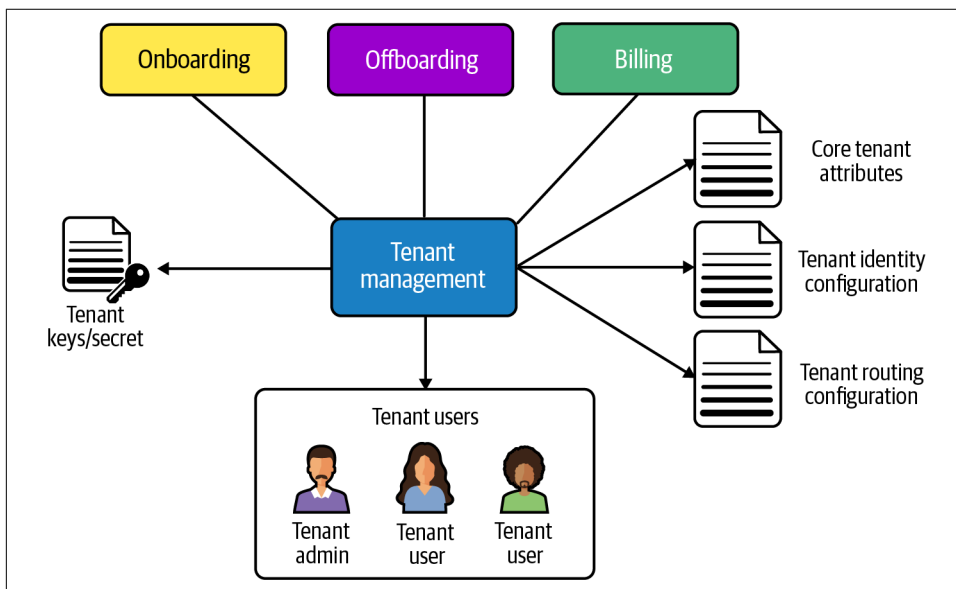 Onboarding
Offboarding
Billing
Core tenant
attributes
Tenant
management
Tenant identity
configuration
Tenant
keys/secret
Tenant routing
configuration
Tenant users
Tenant
admin
Tenant
user
Tenant
user